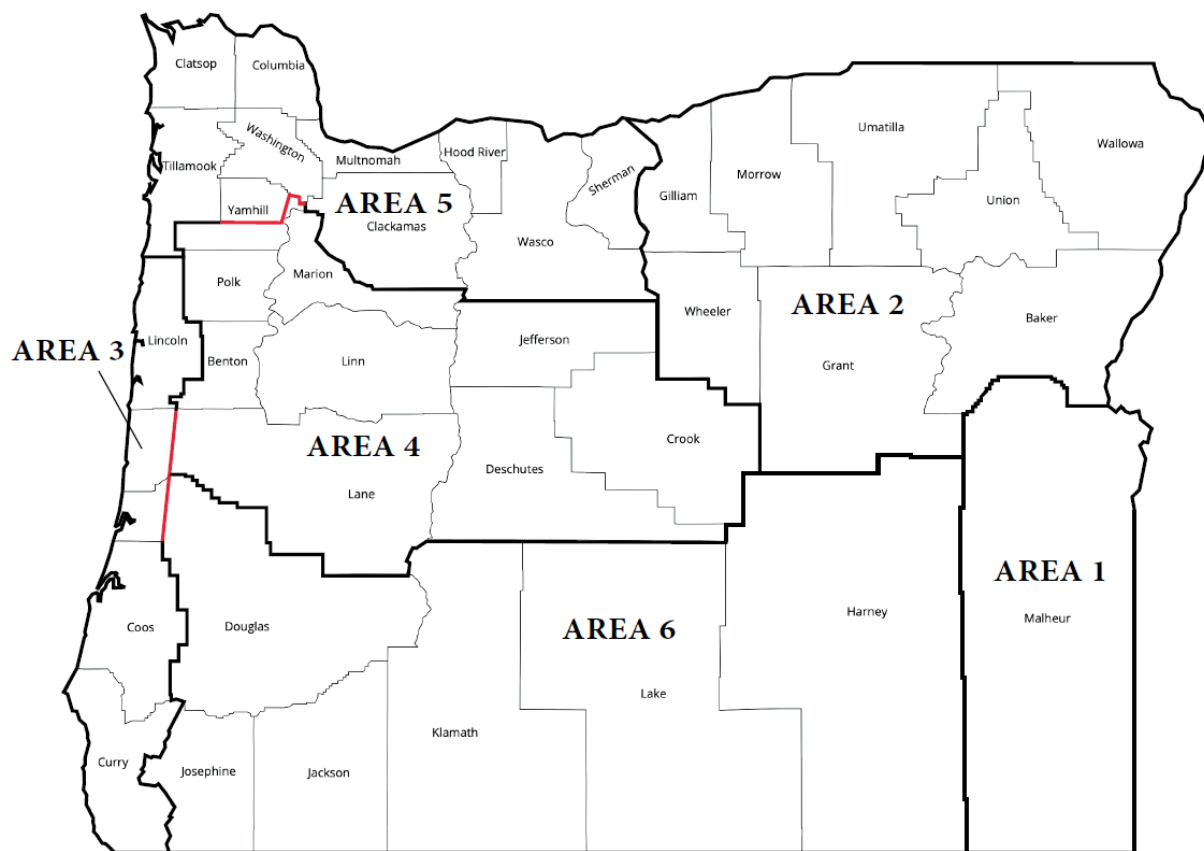 Clatsop
Columbia
Washington
Tillamook
Multnomah
Hood River
Sherman
Gilliam
Morrow
Umatilla
Wallowa
Union
Yamhill
AREA 5
Clackamas
Wasco
Marion
Polk
Wheeler
AREA 2
Baker
Lincoln
AREA 3
Benton
Linn
Jefferson
Grant
AREA 4
Crook
Deschutes
Lane
AREA 1
Malheur
Harney
Coos
Douglas
AREA 6
Lake
Klamath
Curry
Josephine
Jackson